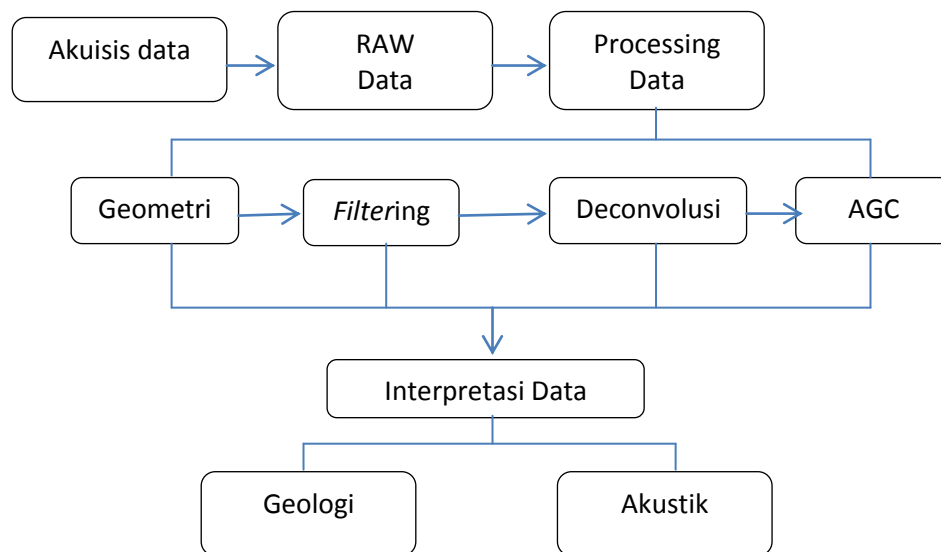 Akuisis data
RAW
Data
Processing
Data
Geometri
Filtering
Deconvolusi
AGC
Interpretasi Data
Geologi
Akustik